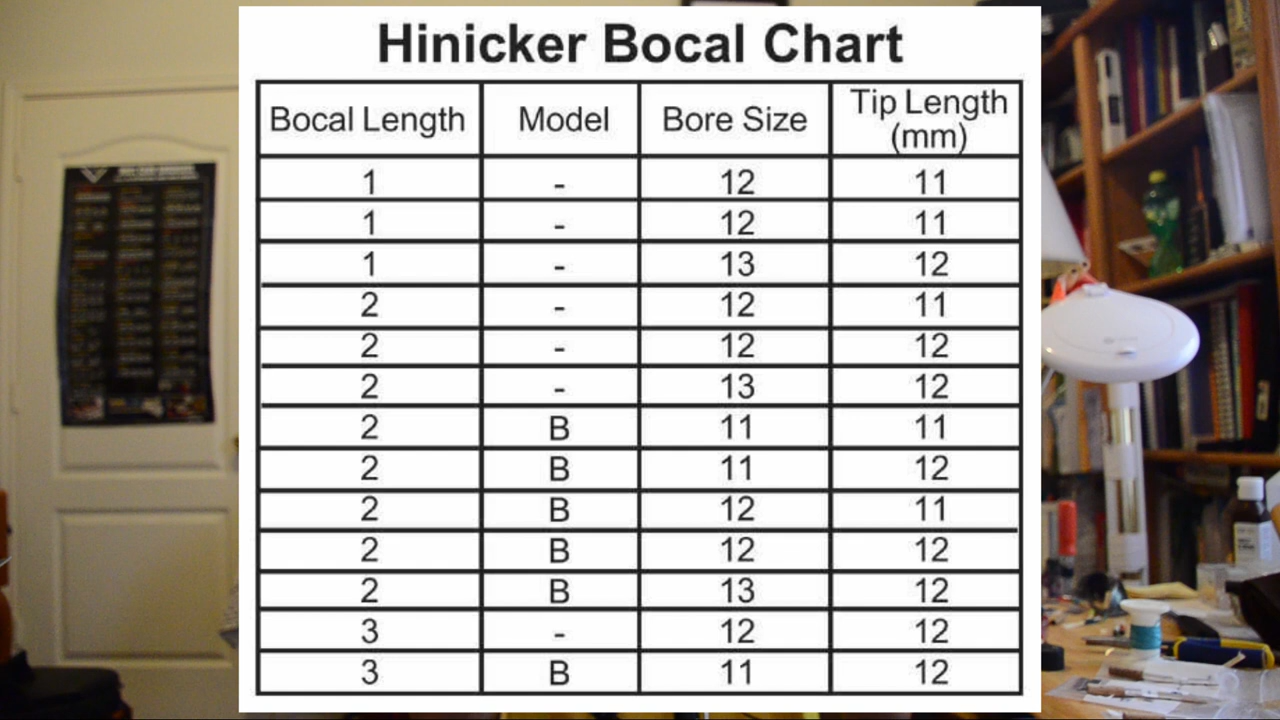 Hinicker Bocal Chart
Bocal Length Model Bore Size Tip Length (mm)
1 - 12 11
1 - 12 11
1 - 13 12
2 - 12 11
2 - 12 12
2 - 13 12
2 B 11 11
2 B 11 12
2 B 12 11
2 B 12 12
2 B 13 12
3 - 12 12
3 B 11 12